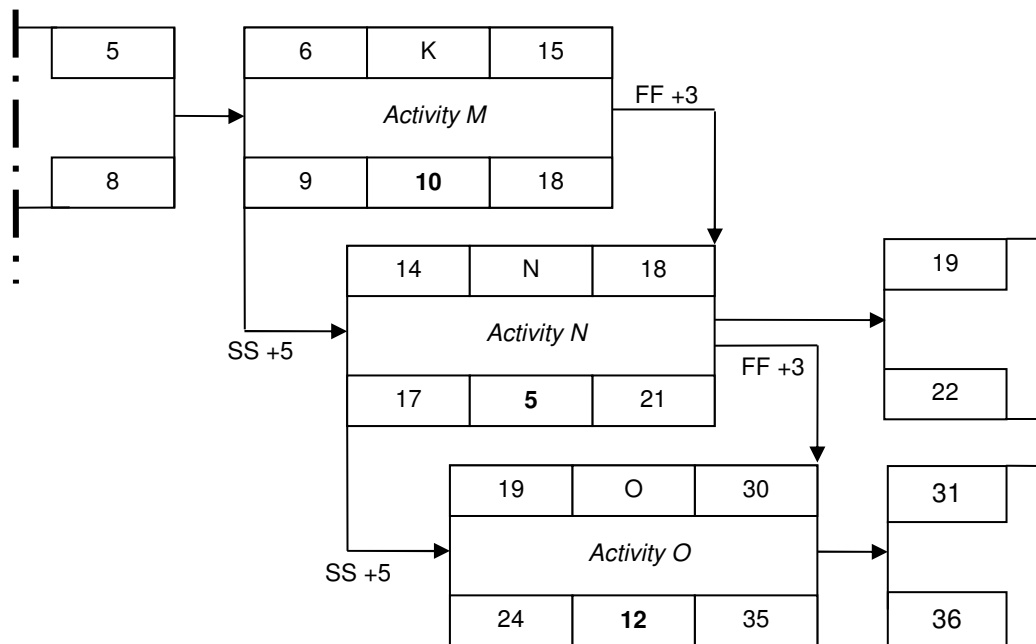 5
6 K 15
FF +3
Activity M
8
9 10 18
14 N 18
19
Activity N
SS +5
FF +3
17 5 21
22
19 O 30
31
Activity O
SS +5
24 12 35
36